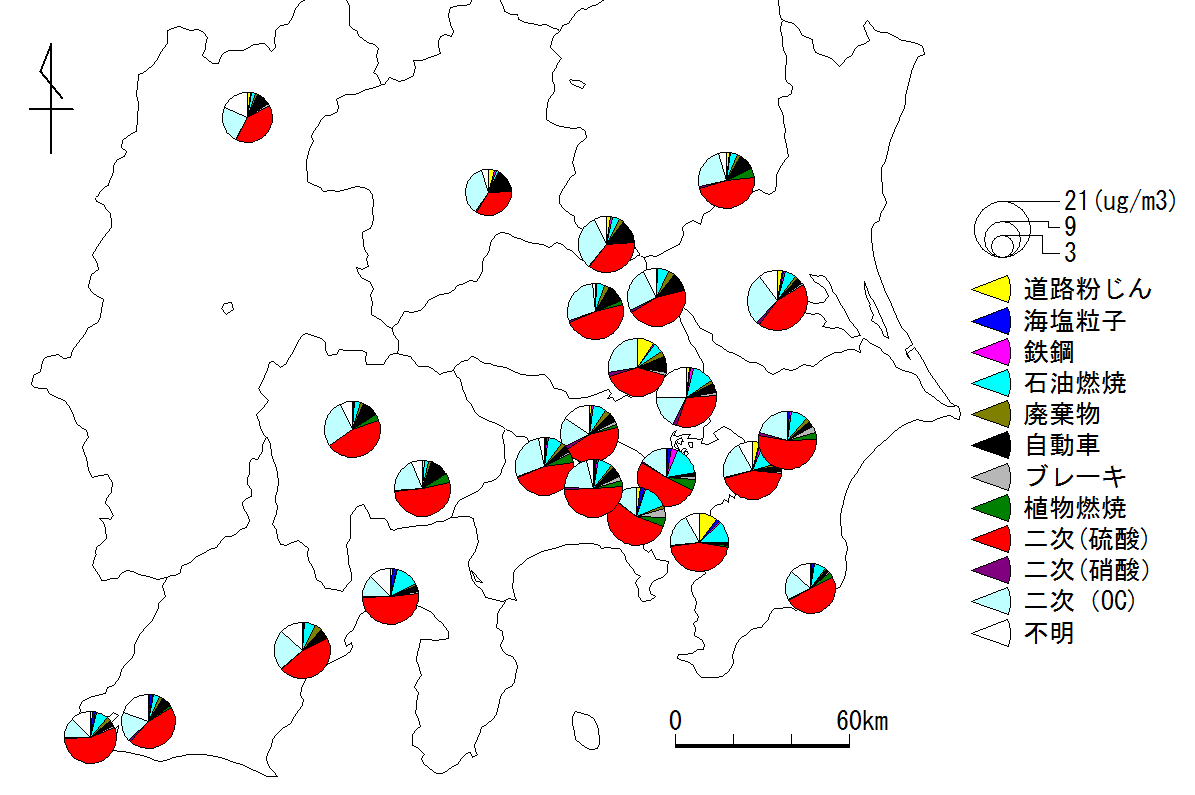 21(ug/m3)
9
3
道路粉じん
海塩粒子
鉄鋼
石油燃焼
廃棄物
自動車
ブレーキ
植物燃焼
二次(硫酸)
二次(硝酸)
二次 (OC)
不明
0 60km